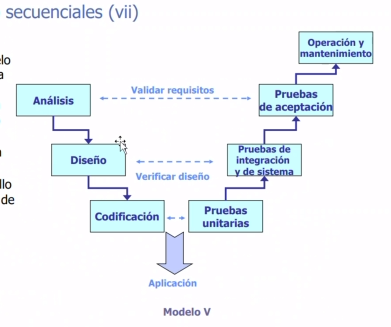 secuenciales (vii)
elo
a
llo
de
Operación y
mantenimiento
Análisis
Validar requisitos
Pruebas
de aceptación
Diseño
Verificar diseño
Pruebas de
integración
y de sistema
Codificación
Pruebas
unitarias
Aplicación
Modelo V